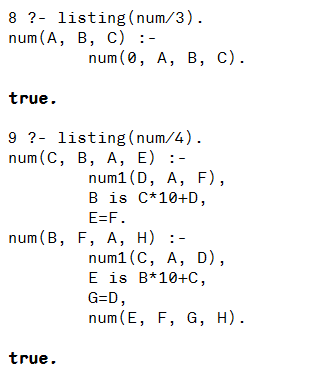 8 ?- listing(num/3).
num(A, B, C) :-
        num(0, A, B, C).

true.

9 ?- listing(num/4).
num(C, B, A, E) :-
        num1(D, A, F),
        B is C*10+D,
        E=F.
num(B, F, A, H) :-
        num1(C, A, D),
        E is B*10+C,
        G=D,
        num(E, F, G, H).

true.